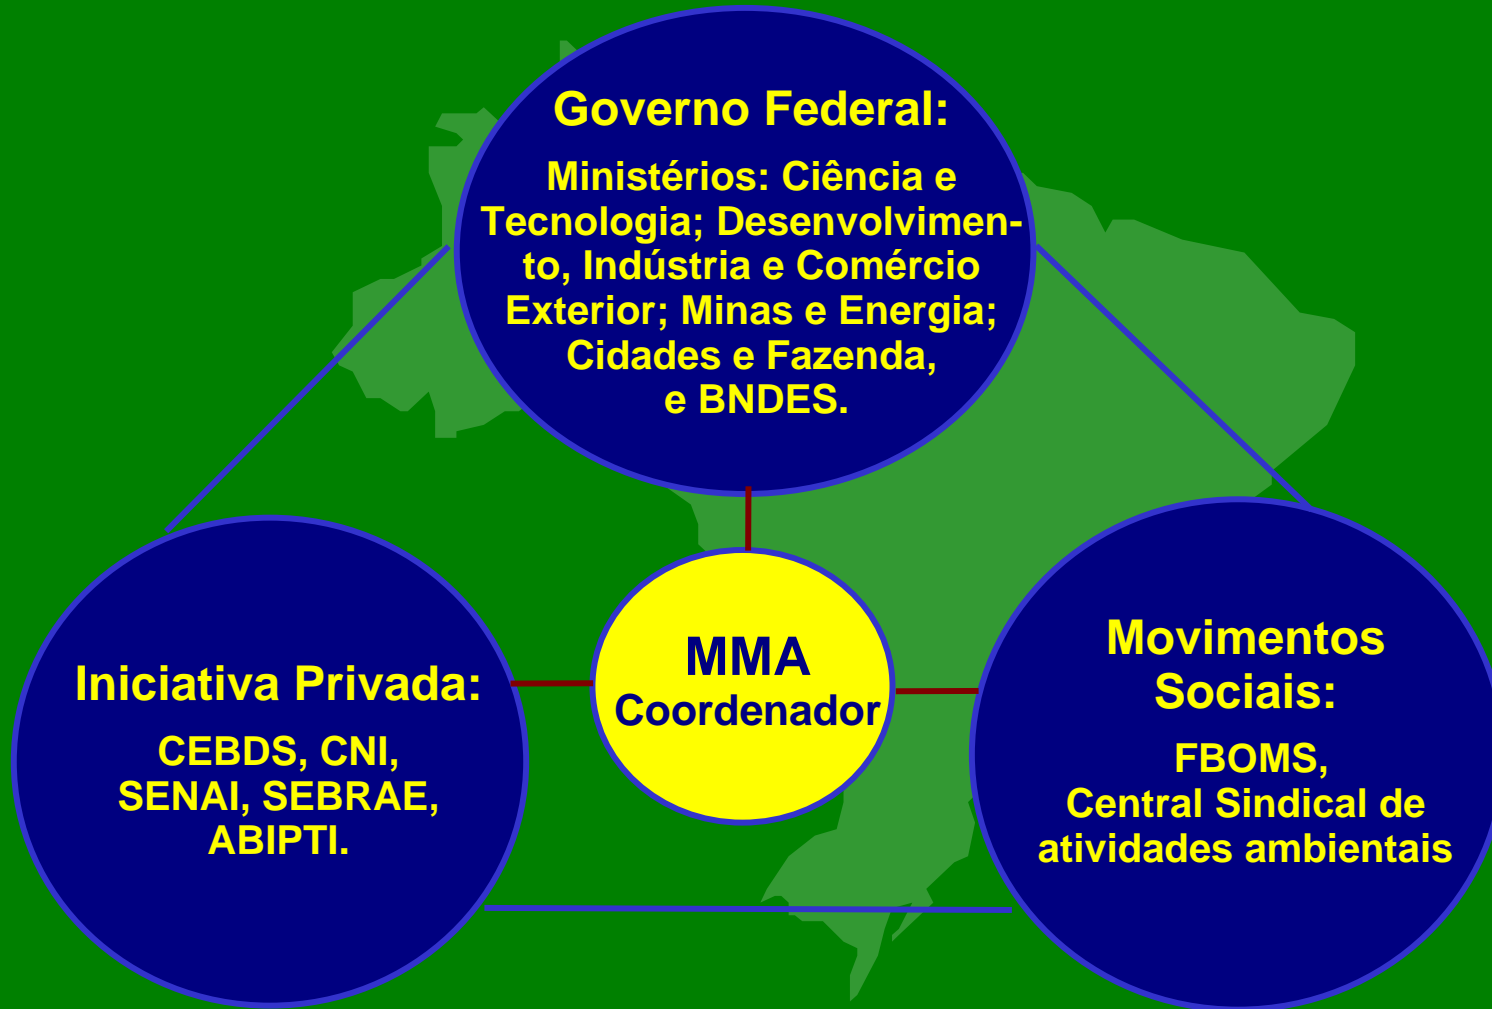 Governo Federal:
Ministérios: Ciência e
Tecnologia; Desenvolvimen-
to, Indústria e Comércio
Exterior; Minas e Energia;
Cidades e Fazenda,
e BNDES.
Iniciativa Privada:
CEBDS, CNI,
SENAI, SEBRAE,
ABIPTI.
MMA
Coordenador
Movimentos
Sociais:
FBOMS,
Central Sindical de
atividades ambientais